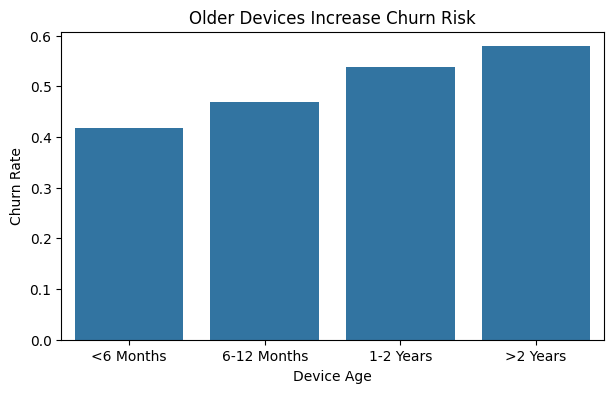 Older Devices Increase Churn Risk
Churn Rate
0.6
0.5
0.4
0.3
0.2
0.1
0.0
<6 Months
6-12 Months
1-2 Years
>2 Years
Device Age